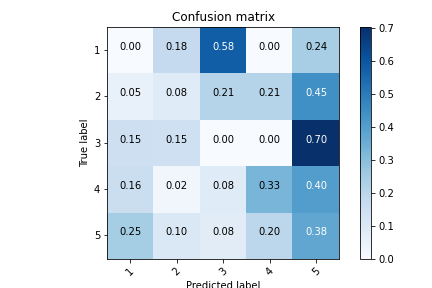 Confusion matrix
True label
1 0.00 0.18 0.58 0.00 0.24
2 0.05 0.08 0.21 0.21 0.45
3 0.15 0.15 0.00 0.00 0.70
4 0.16 0.02 0.08 0.33 0.40
5 0.25 0.10 0.08 0.20 0.38
1 2 3 4 5
Predicted label
0.7
0.6
0.5
0.4
0.3
0.2
0.1
0.0